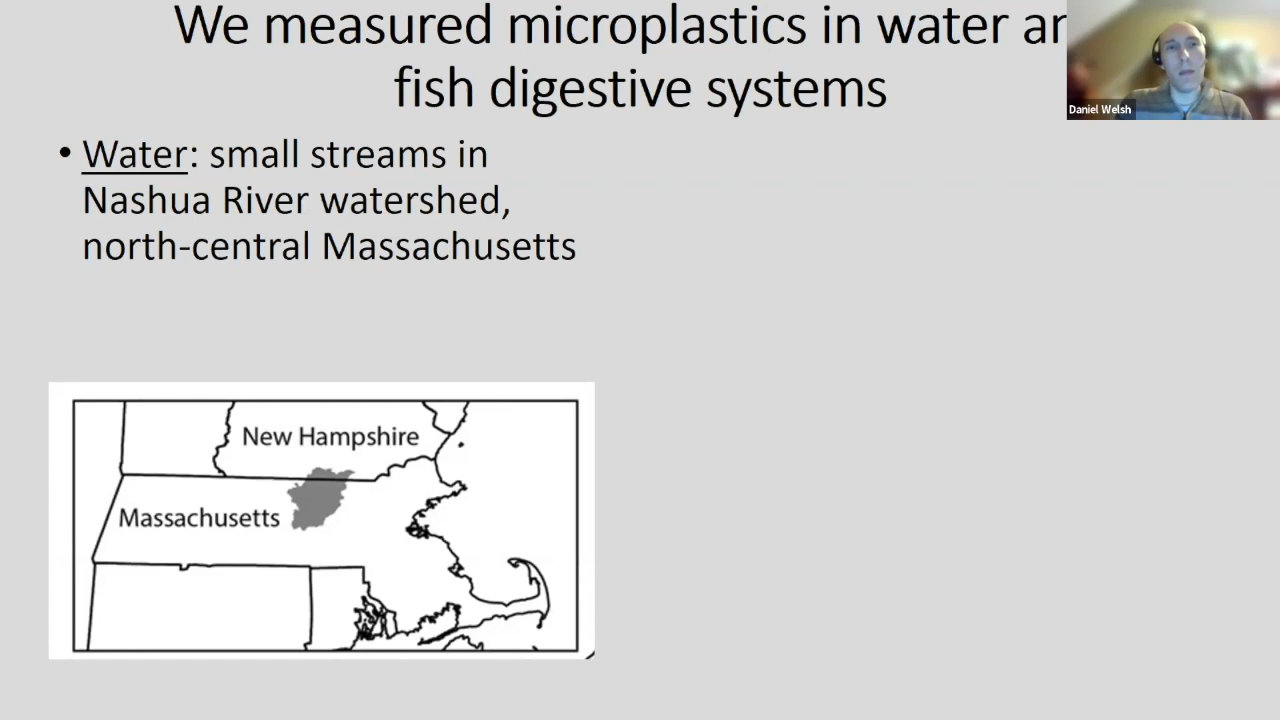 We measured microplastics in water
fish digestive systems
Daniel Welsh
• Water: small streams in
Nashua River watershed,
north-central Massachusetts
New Hampshire
Massachusetts